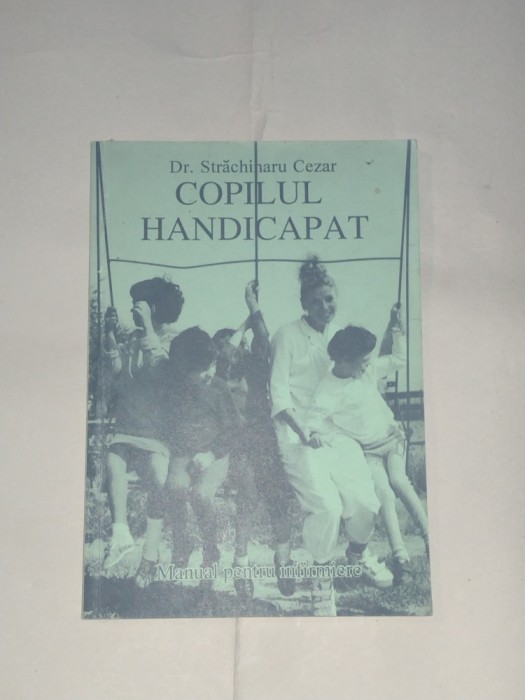 Dr. Străchinaru Cezar
COPILUL
HANDICAPAT
Manual pentru infirmiere